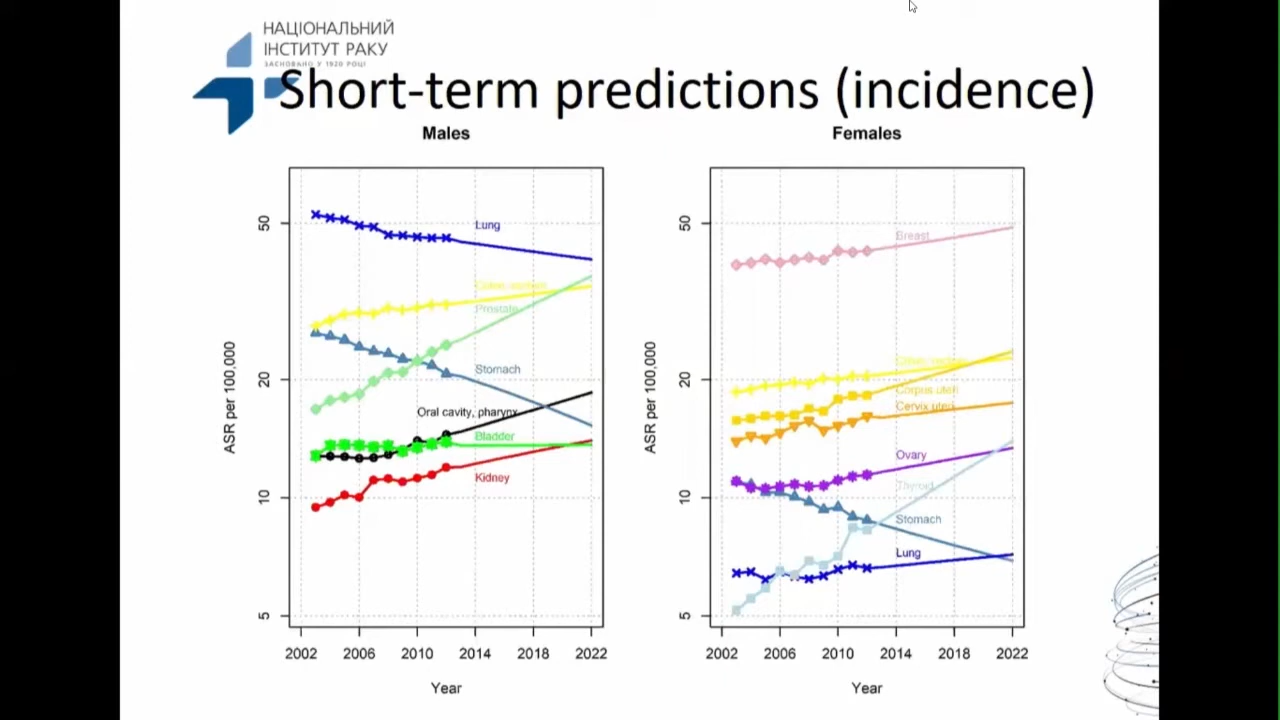 НАЦІОНАЛЬНИЙ
ІНСТИТУТ РАКУ
ЗАСНОВАНО У 1920 РОЦІ
Short-term predictions (incidence)
Males
Females
50
20
10
5
ASR per 100,000
Lung
Prostate
Stomach
Oral cavity, pharynx
Bladder
Kidney
2002 2006 2010 2014 2018 2022
Year
50
20
10
5
ASR per 100,000
Breast
Corpus uteri
Cervix uteri
Ovary
Thyroid
Stomach
Lung
2002 2006 2010 2014 2018 2022
Year